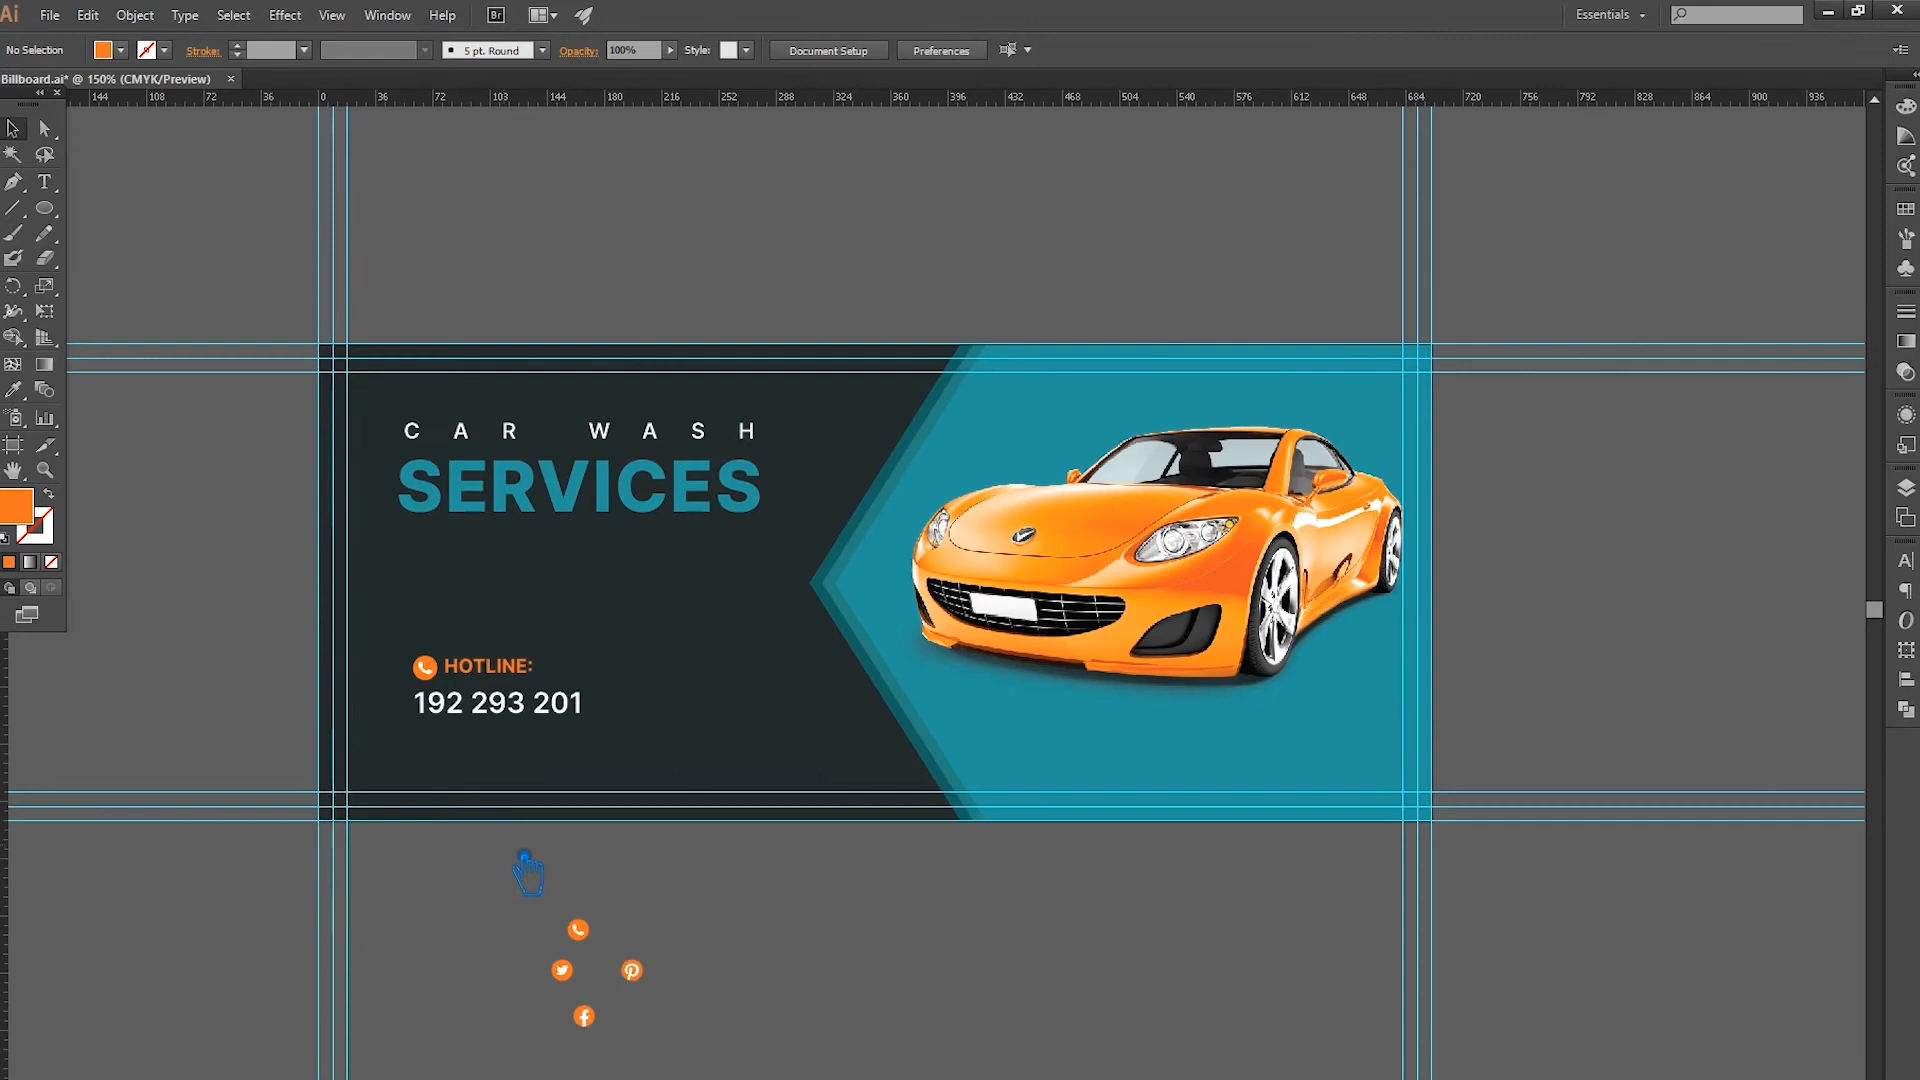 Ai File Edit Object Type Select Effect View Window Help Br Essentials
No Selection Stroke: 5 pt. Round Opacity: 100% Style: Document Setup Preferences
Billboard.ai* @ 150% (CMYK/Preview)
144 108 72 36 0 36 72 103 144 180 216 252 288 324 360 396 432 468 504 540 576 612 648 684 720 756 792 828 864 900 936
CAR WASH
SERVICES
HOTLINE:
192 293 201